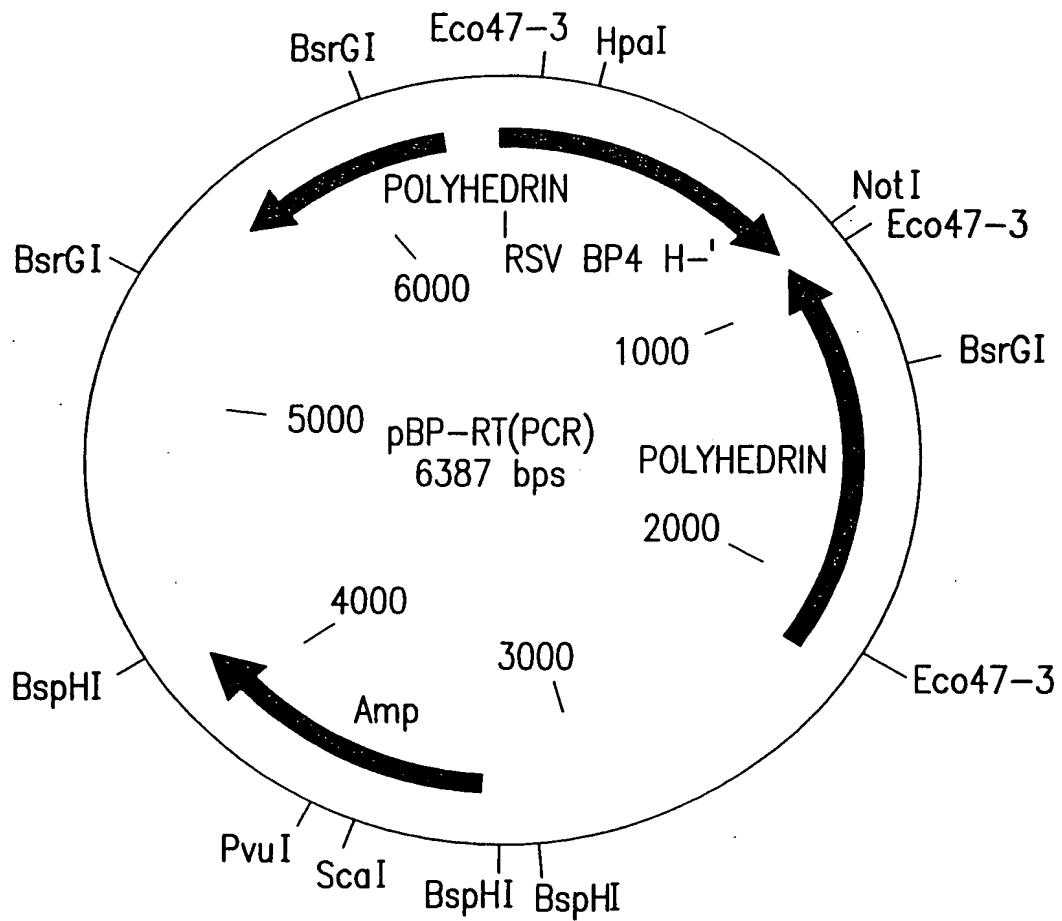 Eco47-3
BsrGI
HpaI
NotI
POLYHEDRIN
Eco47-3
RSV BP4 H-'
BsrGI
6000
1000
BsrGI
5000
pBP-RT(PCR)
6387 bps
POLYHEDRIN
2000
4000
3000
BspHI
Eco47-3
Amp
PvuI
ScaI
BspHI
BspHI